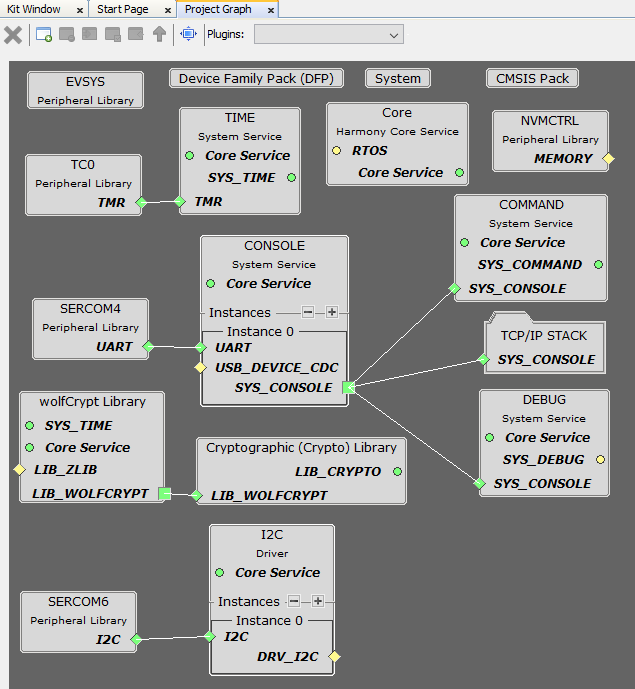 Kit Window x Start Page x Project Graph x
Plugins:
EVSYS
Peripheral Library
Device Family Pack (DFP)
System
CMSIS Pack
TIME
System Service
Core Service
SYS_TIME
TMR
Core
Harmony Core Service
RTOS
Core Service
NVMCTRL
Peripheral Library
MEMORY
TC0
Peripheral Library
TMR
COMMAND
System Service
Core Service
SYS_COMMAND
SYS_CONSOLE
CONSOLE
System Service
Core Service
Instances
Instance 0
UART
USB_DEVICE_CDC
SYS_CONSOLE
SERCOM4
Peripheral Library
UART
TCP/IP STACK
SYS_CONSOLE
DEBUG
System Service
Core Service
SYS_DEBUG
SYS_CONSOLE
wolfCrypt Library
SYS_TIME
Core Service
LIB_ZLIB
LIB_WOLFCRYPT
Cryptographic (Crypto) Library
LIB_CRYPTO
LIB_WOLFCRYPT
I2C
Driver
Core Service
Instances
Instance 0
I2C
DRV_I2C
SERCOM6
Peripheral Library
I2C